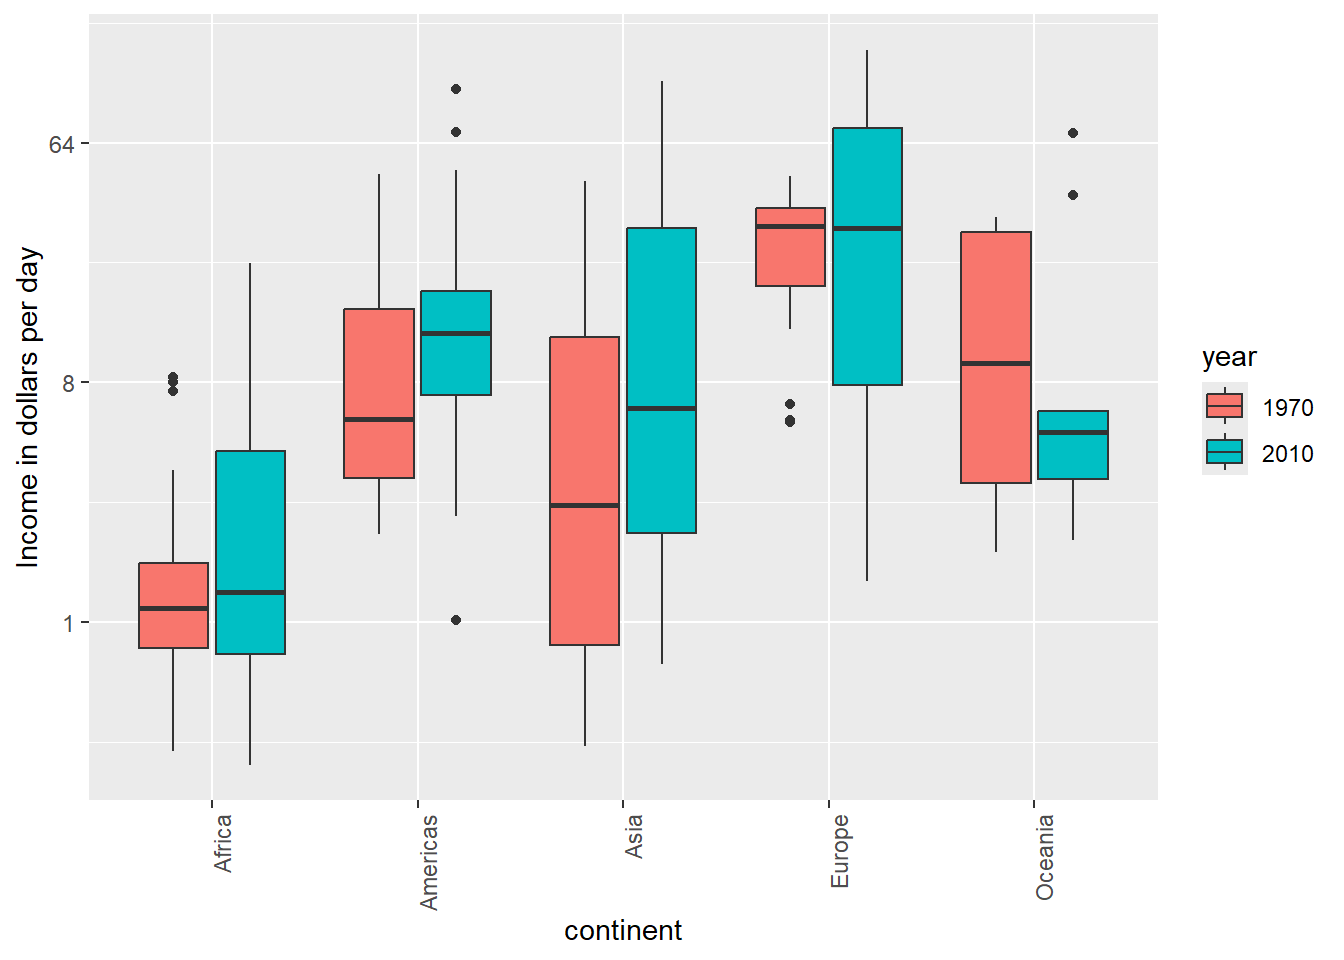 Income in dollars per day
64
8
1
Africa
Americas
Asia
Europe
Oceania
continent
year
1970
2010